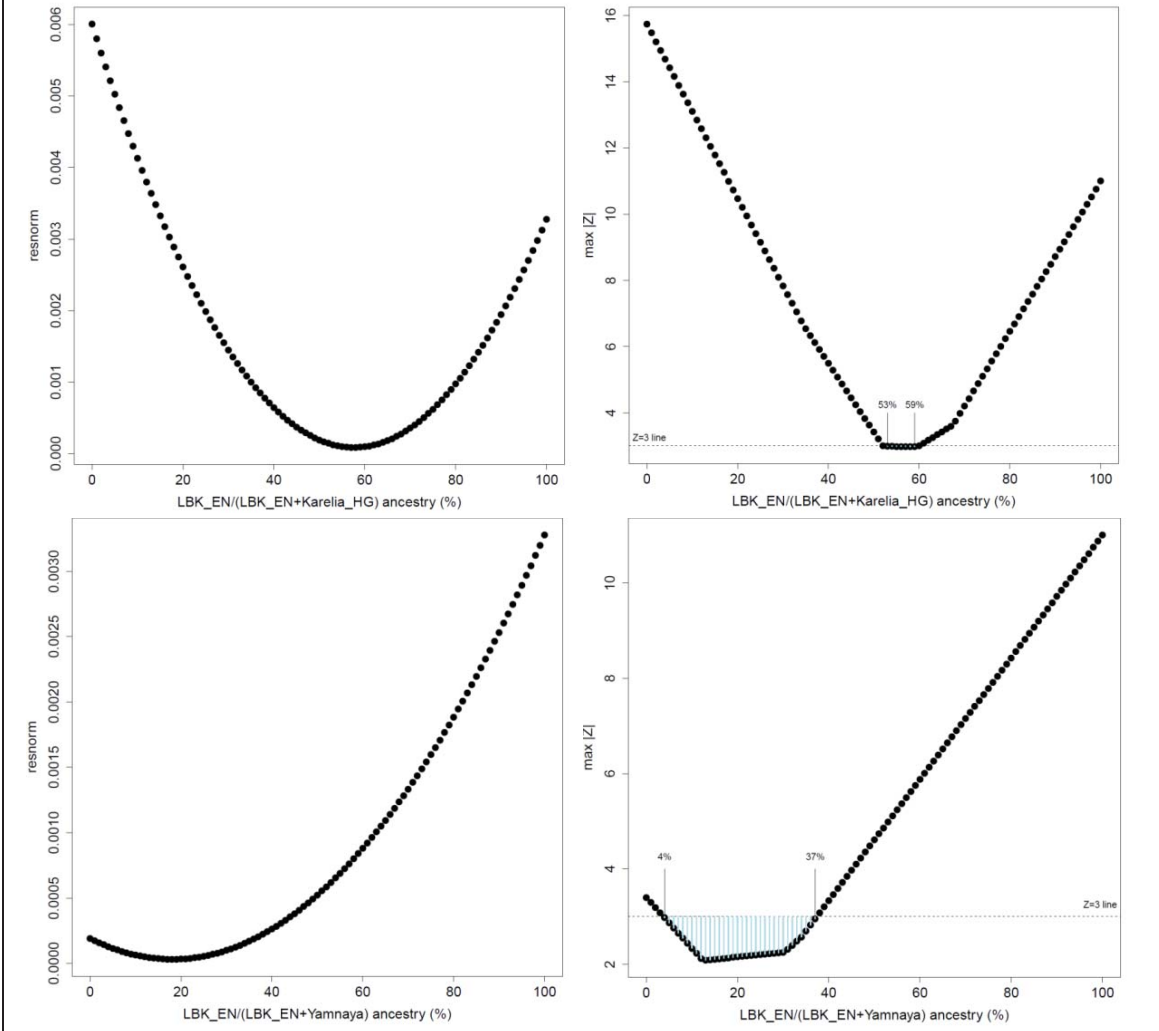 resnorm
0.006
0.005
0.004
0.003
0.002
0.001
0.000
0 20 40 60 80 100
LBK_EN/(LBK_EN+Karelia_HG) ancestry (%)
max |Z|
16
14
12
10
8
6
4
53% 59%
Z=3 line
0 20 40 60 80 100
LBK_EN/(LBK_EN+Karelia_HG) ancestry (%)
resnorm
0.0030
0.0025
0.0020
0.0015
0.0010
0.0005
0.0000
0 20 40 60 80 100
LBK_EN/(LBK_EN+Yamnaya) ancestry (%)
max |Z|
10
8
6
4
2
4% 37%
Z=3 line
0 20 40 60 80 100
LBK_EN/(LBK_EN+Yamnaya) ancestry (%)